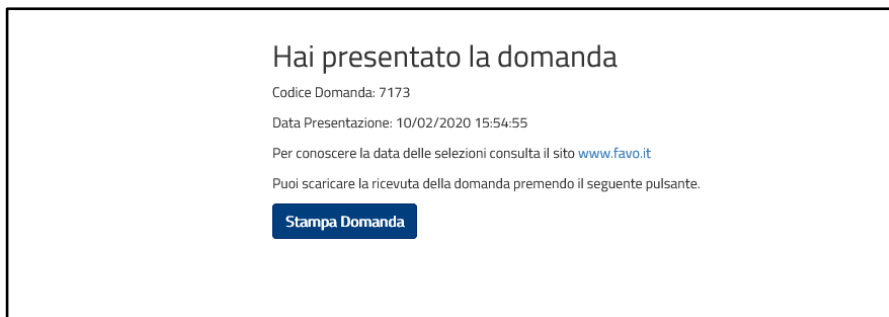 Hai presentato la domanda
Codice Domanda: 7173
Data Presentazione: 10/02/2020 15:54:55
Per conoscere la data delle selezioni consulta il sito www.favo.it
Puoi scaricare la ricevuta della domanda premendo il seguente pulsante.
Stampa Domanda